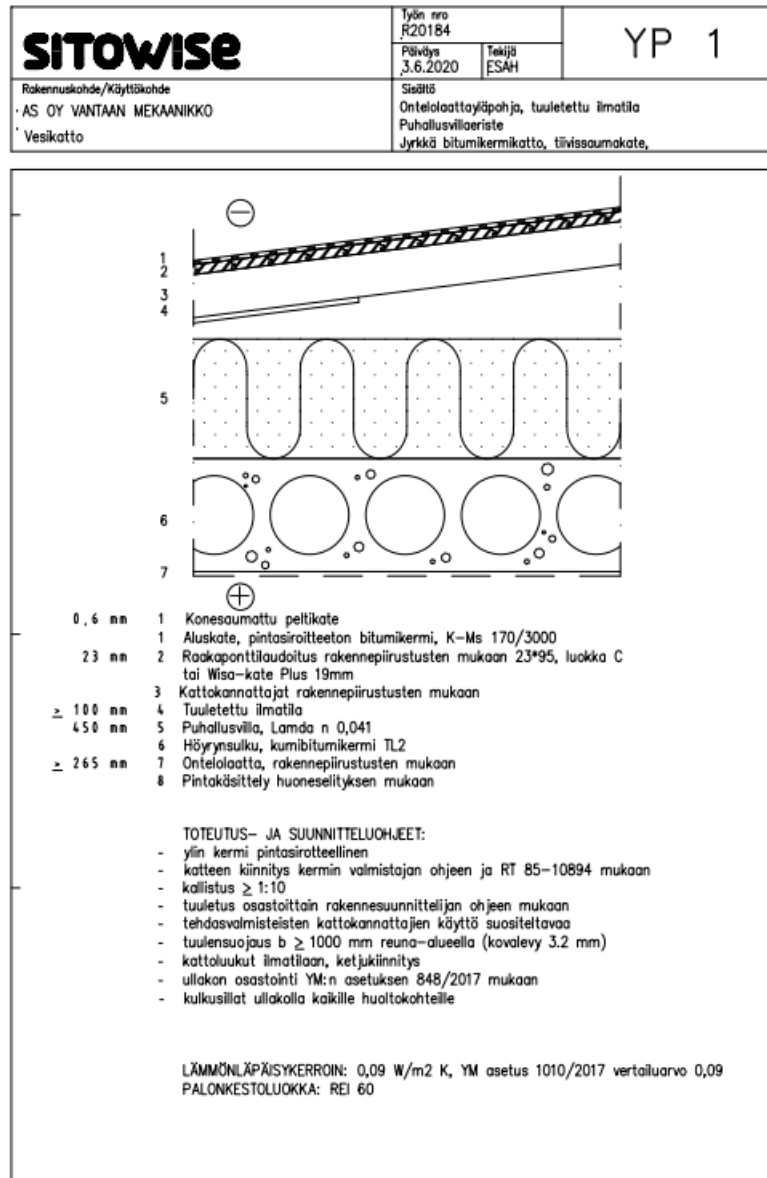 SITOWISE
Työn nro
R20184
Päiväys
3.6.2020
Tekijä
ESAH
YP 1
Rakennuskohde/Käyttökohde
AS OY VANTAAN MEKAANIKKO
Vesikatto
Sisältö
Ontelolaattayläpohja, tuuletettu ilmatila
Puhallusvillaeriste
Jyrkkä bitumikermikatto, tiivissaumakate,
1
2
3
4
5
6
7
0,6 mm 1 Konesaumattu peltikate
1 Aluskate, pintasiroitteeton bitumikermi, K-Ms 170/3000
23 mm 2 Raakaponttilaudoitus rakennepiirustusten mukaan 23*95, luokka C
tai Wisa-kate Plus 19mm
3 Kattokannattajat rakennepiirustusten mukaan
≥ 100 mm 4 Tuuletettu ilmatila
450 mm 5 Puhallusvilla, Lamda n 0,041
6 Höyrynsulku, kumibitumikermi TL2
≥ 265 mm 7 Ontelolaatta, rakennepiirustusten mukaan
8 Pintakäsittely huoneselityksen mukaan
TOTEUTUS- JA SUUNNITTELUOHJEET:
- ylin kermi pintasirotteellinen
- katteen kiinnitys kermin valmistajan ohjeen ja RT 85-10894 mukaan
- kallistus ≥ 1:10
- tuuletus osastoittain rakennesuunnittelijan ohjeen mukaan
- tehdasvalmisteisten kattokannattajien käyttö suositeltavaa
- tuulensuojaus b ≥ 1000 mm reuna-alueella (kovalevy 3.2 mm)
- kattoluukut ilmatilaan, ketjukiinnitys
- ullakon osastointi YM:n asetuksen 848/2017 mukaan
- kulkusillat ullakolla kaikille huoltokohteille
LÄMMÖNLÄPÄISYKERROIN: 0,09 W/m2 K, YM asetus 1010/2017 vertailuarvo 0,09
PALONKESTOLUOKKA: REI 60